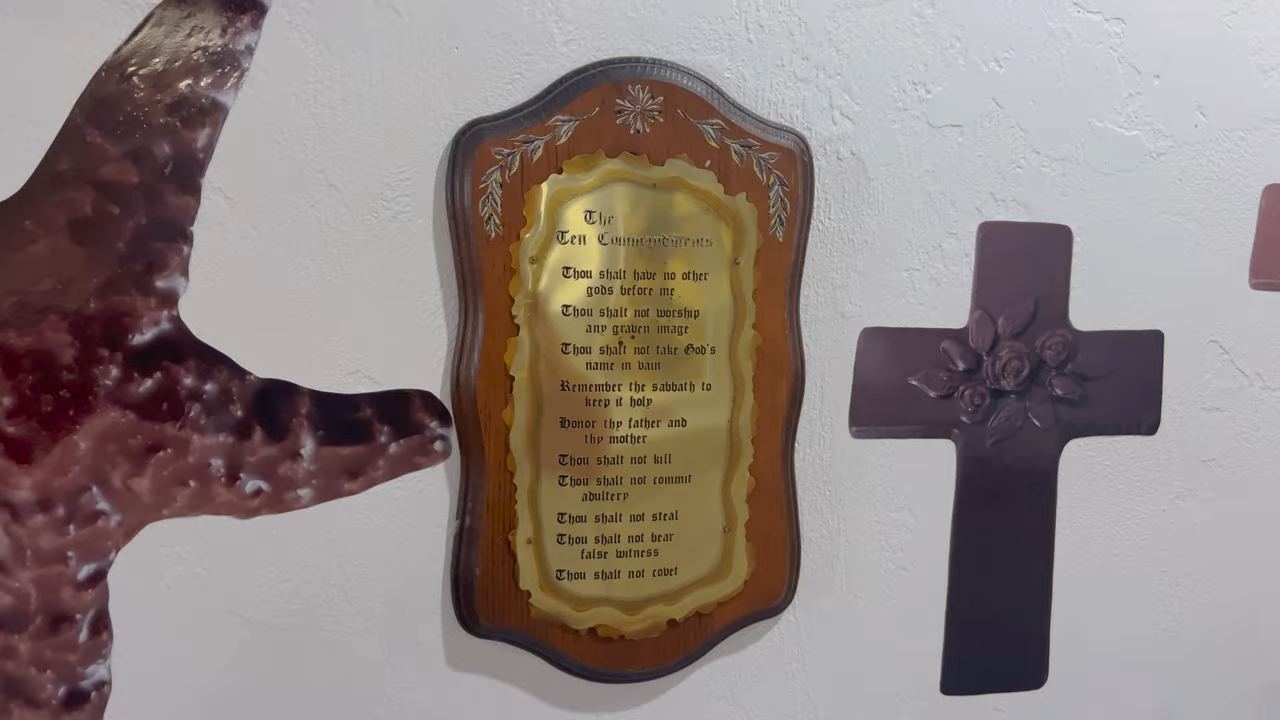 The
Ten Commandments
Thou shalt have no other
gods before me
Thou shalt not worship
any graven image
Thou shalt not take God's
name in vain
Remember the sabbath to
keep it holy
Honor thy father and
thy mother
Thou shalt not kill
Thou shalt not commit
adultery
Thou shalt not steal
Thou shalt not bear
false witness
Thou shalt not covet